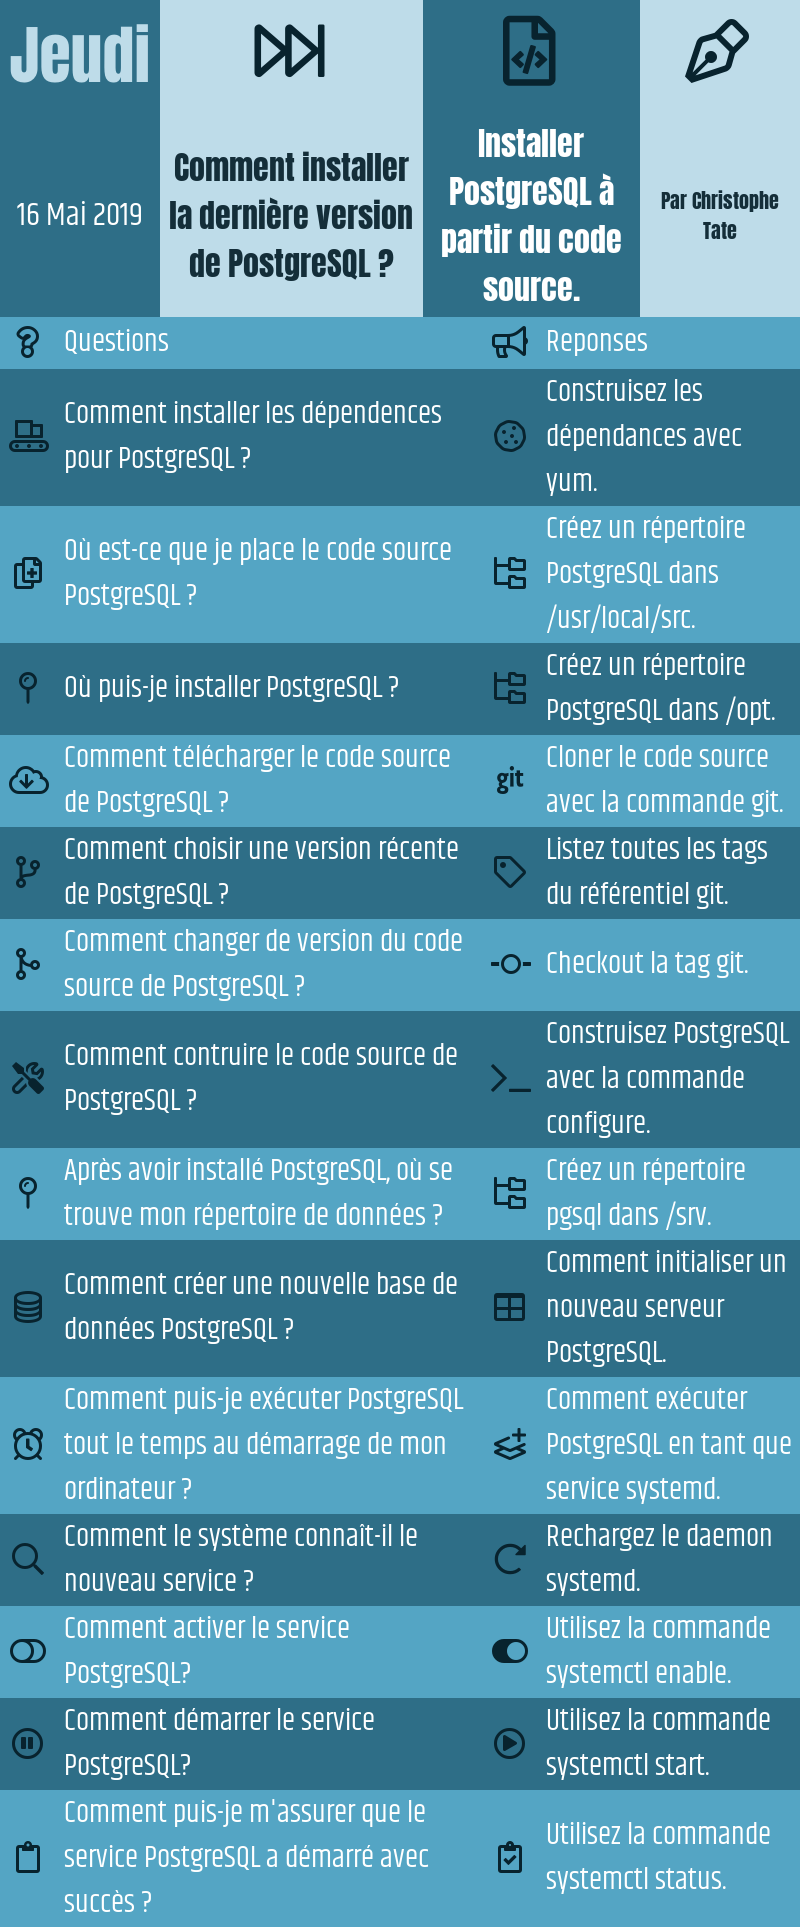 Jeudi
16 Mai 2019
Comment installer
la dernière version
de PostgreSQL ?
Installer
PostgreSQL à
partir du code
source.
Par Christophe
Tate
Questions
Reponses
Comment installer les dépendences
pour PostgreSQL ?
Construisez les
dépendances avec
yum.
Où est-ce que je place le code source
PostgreSQL ?
Créez un répertoire
PostgreSQL dans
/usr/local/src.
Où puis-je installer PostgreSQL ?
Créez un répertoire
PostgreSQL dans /opt.
Comment télécharger le code source
de PostgreSQL ?
git
Cloner le code source
avec la commande git.
Comment choisir une version récente
de PostgreSQL ?
Listez toutes les tags
du référentiel git.
Comment changer de version du code
source de PostgreSQL ?
Checkout la tag git.
Comment contruire le code source de
PostgreSQL ?
Construisez PostgreSQL
avec la commande
configure.
Après avoir installé PostgreSQL, où se
trouve mon répertoire de données ?
Créez un répertoire
pgsql dans /srv.
Comment créer une nouvelle base de
données PostgreSQL ?
Comment initialiser un
nouveau serveur
PostgreSQL.
Comment puis-je exécuter PostgreSQL
tout le temps au démarrage de mon
ordinateur ?
Comment exécuter
PostgreSQL en tant que
service systemd.
Comment le système connaît-il le
nouveau service ?
Rechargez le daemon
systemd.
Comment activer le service
PostgreSQL?
Utilisez la commande
systemctl enable.
Comment démarrer le service
PostgreSQL?
Utilisez la commande
systemctl start.
Comment puis-je m'assurer que le
service PostgreSQL a démarré avec
succès ?
Utilisez la commande
systemctl status.